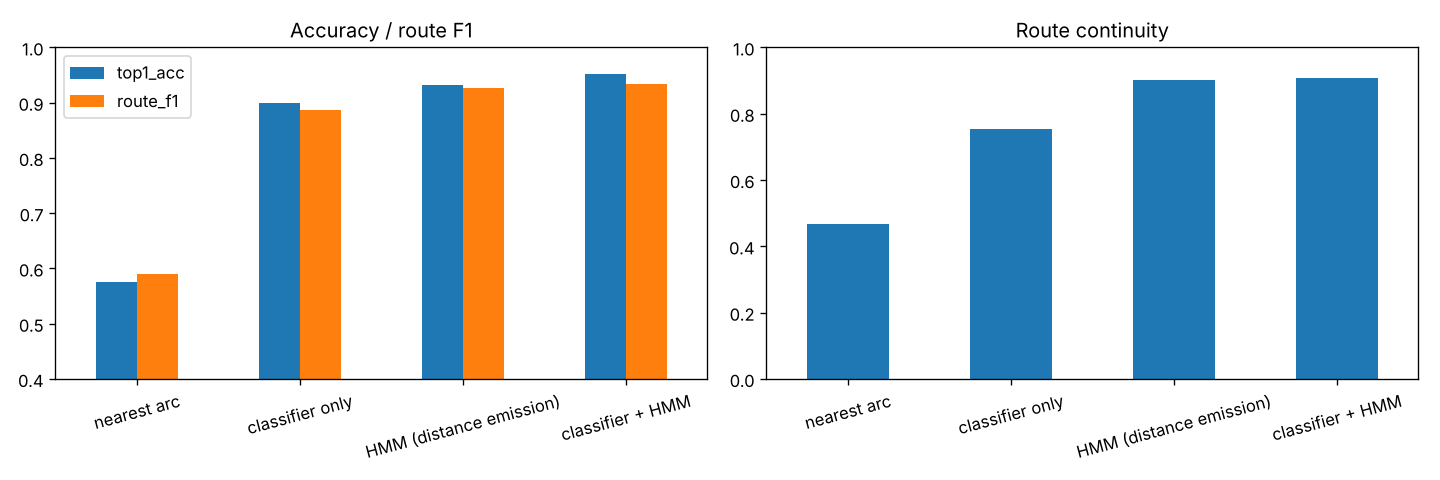 Accuracy / route F1
1.0
0.9
0.8
0.7
0.6
0.5
0.4
top1_acc
route_f1
nearest arc
classifier only
HMM (distance emission)
classifier + HMM
Route continuity
1.0
0.8
0.6
0.4
0.2
0.0
nearest arc
classifier only
HMM (distance emission)
classifier + HMM